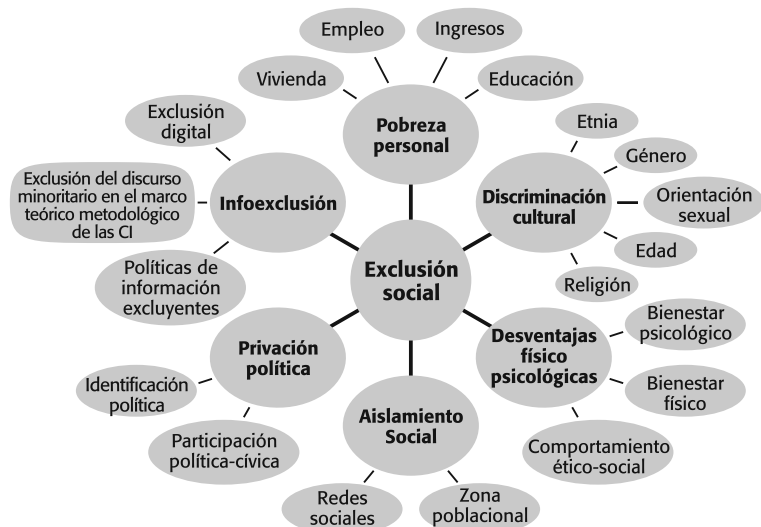 Empleo
Ingresos
Vivienda
Educación
Pobreza
personal
Exclusión
digital
Exclusión del discurso
minoritario en el marco
teórico metodológico
de las CI
Infoexclusión
Políticas de
información
excluyentes
Etnia
Género
Discriminación
cultural
Orientación
sexual
Edad
Religión
Exclusión
social
Privación
política
Identificación
política
Participación
política-cívica
Desventajas
físico
psicológicas
Bienestar
psicológico
Bienestar
físico
Comportamiento
ético-social
Aislamiento
Social
Redes
sociales
Zona
poblacional